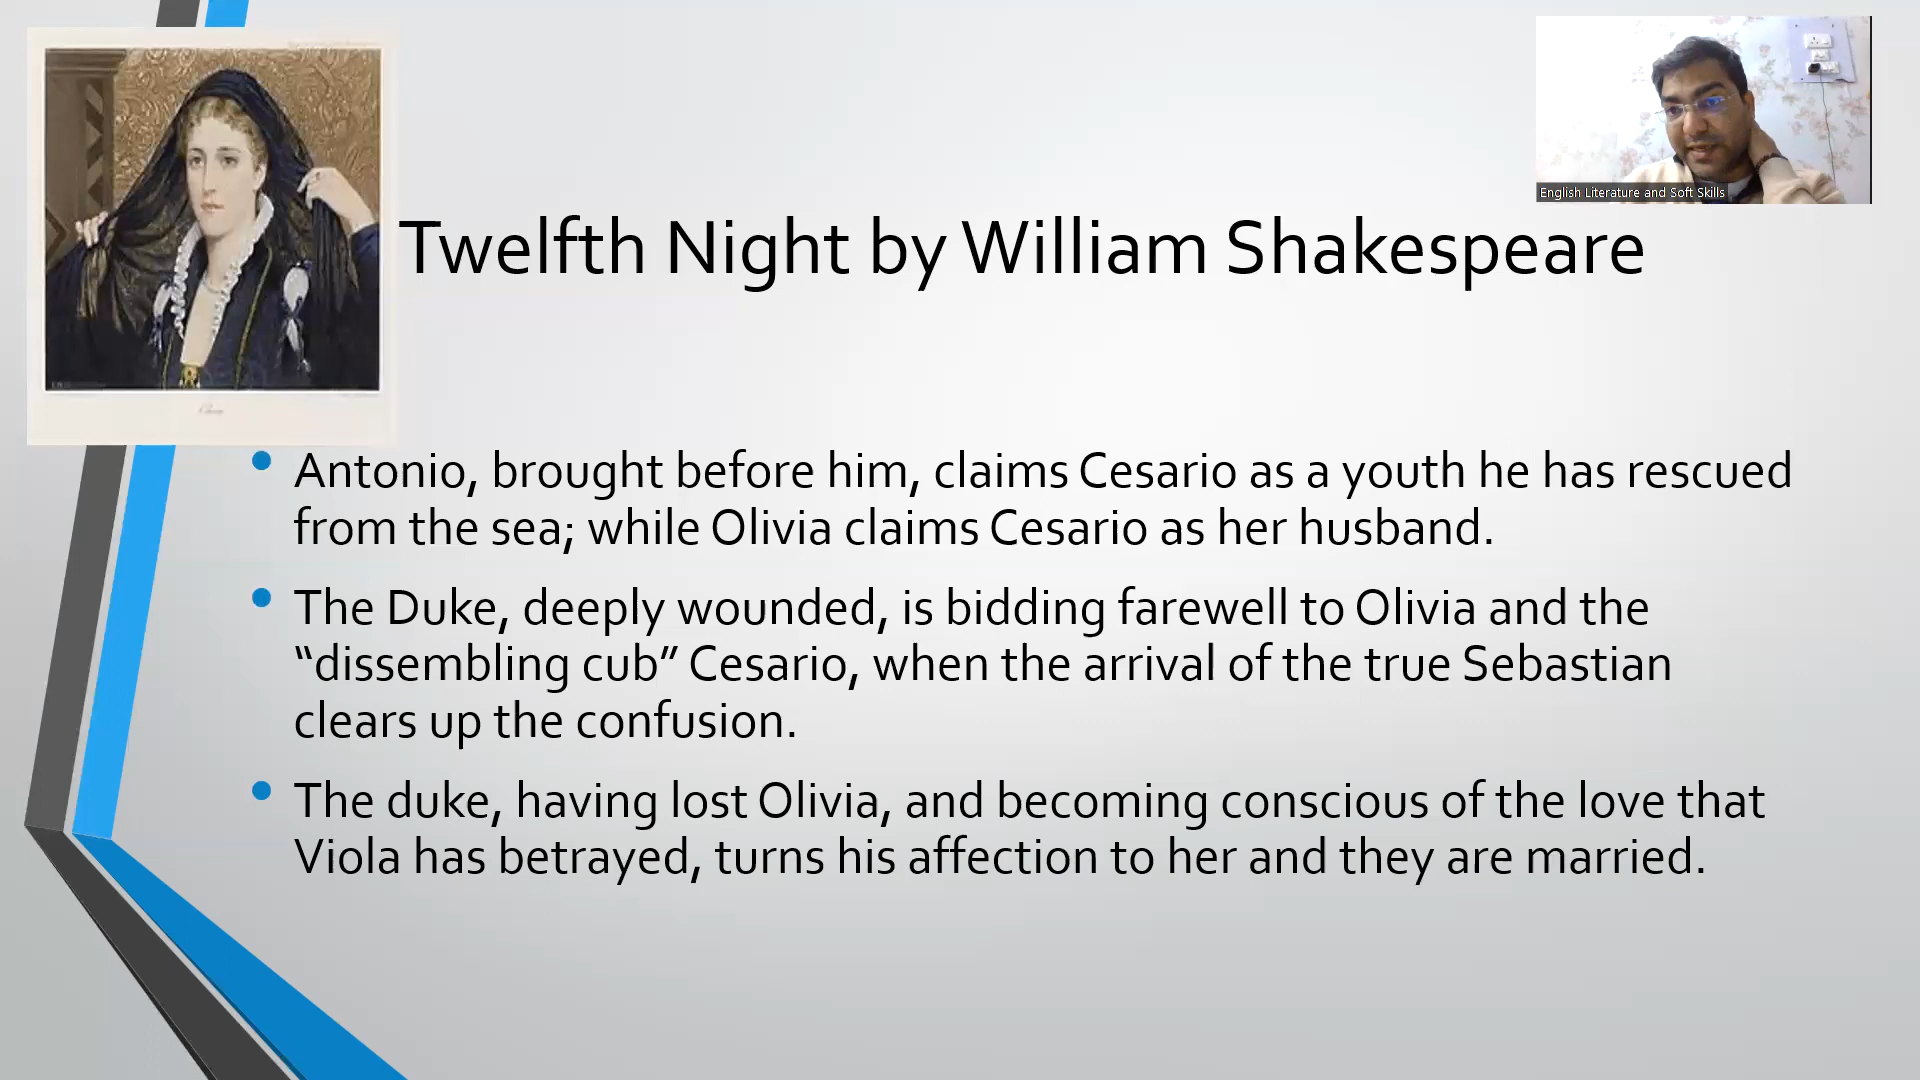 English Literature and Soft Skills
Twelfth Night by William Shakespeare
Olivia
• Antonio, brought before him, claims Cesario as a youth he has rescued
from the sea; while Olivia claims Cesario as her husband.
• The Duke, deeply wounded, is bidding farewell to Olivia and the
“dissembling cub” Cesario, when the arrival of the true Sebastian
clears up the confusion.
• The duke, having lost Olivia, and becoming conscious of the love that
Viola has betrayed, turns his affection to her and they are married.